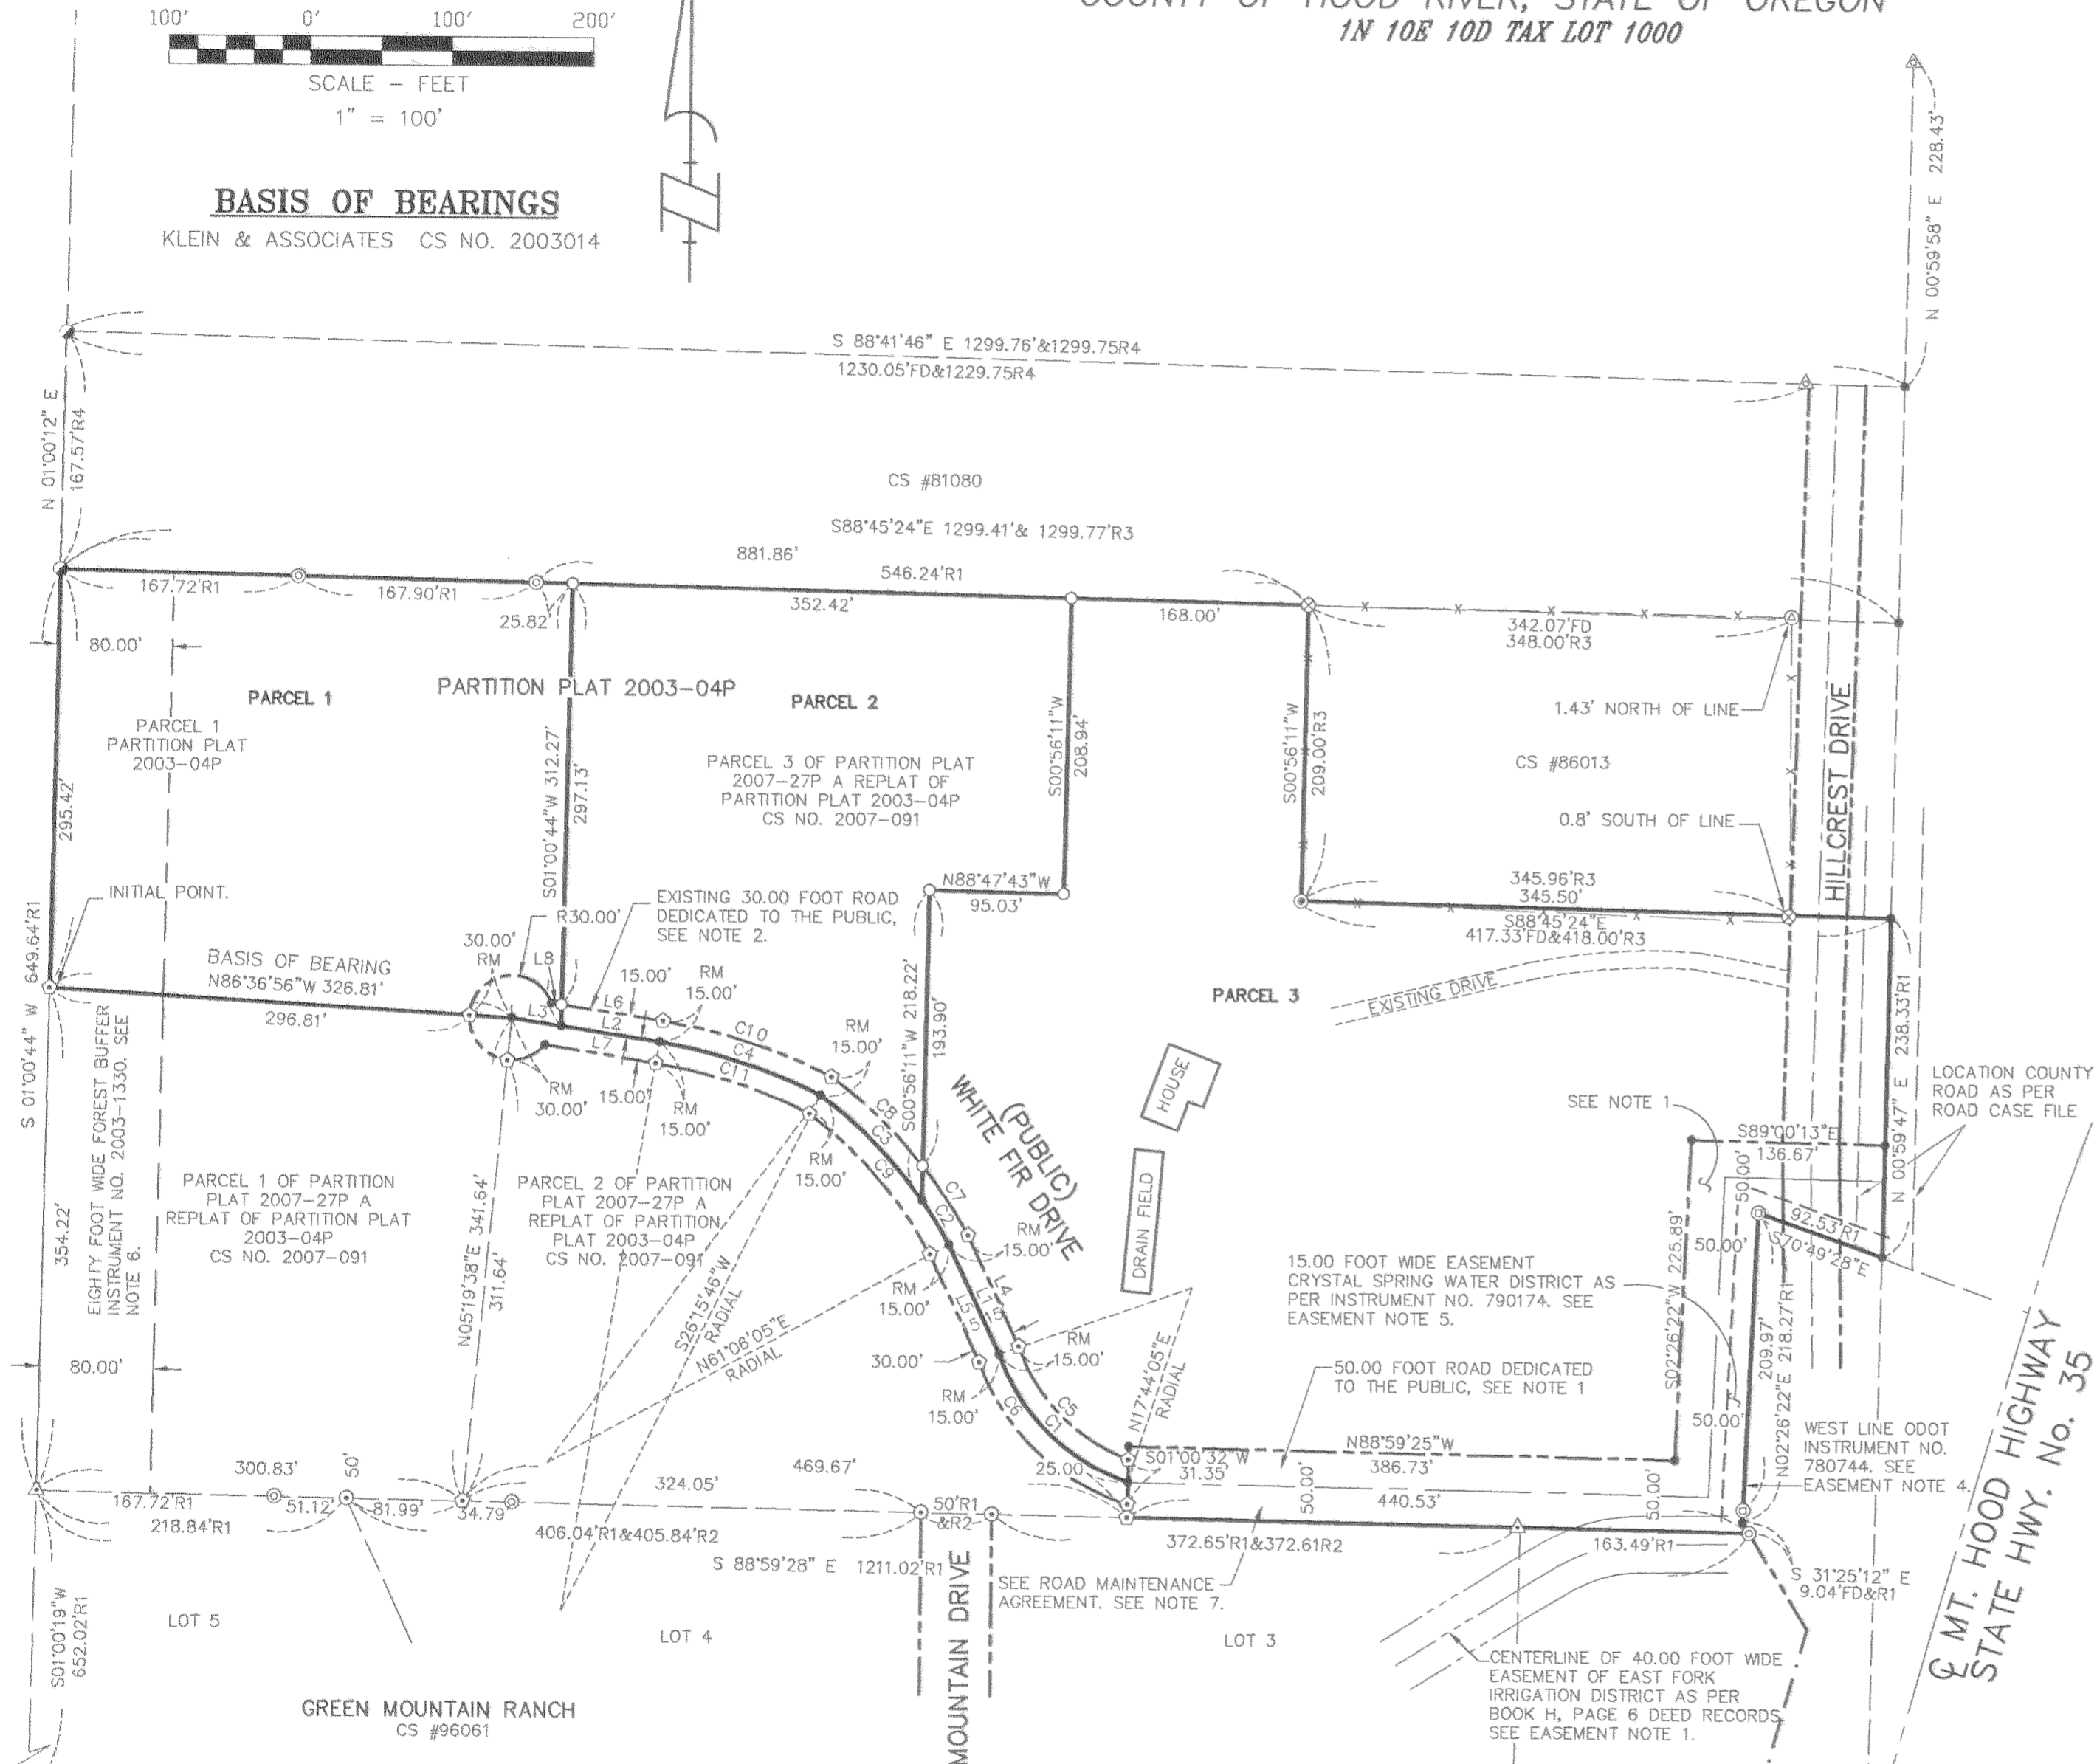 COUNTY OF HOOD RIVER, STATE OF OREGON
1N 10E 10D TAX LOT 1000
100' 0' 100' 200'
SCALE – FEET
1" = 100'
BASIS OF BEARINGS
KLEIN & ASSOCIATES CS NO. 2003014
N 00°59'58" E 228.43'
S 88°41'46" E 1299.76'&1299.75R4
1230.05'FD&1229.75R4
N 01°00'12" E
167.57'R4
CS #81080
S88°45'24"E 1299.41'& 1299.77'R3
881.86'
546.24'R1
167.72'R1
167.90'R1
25.82'
352.42'
168.00'
342.07'FD
348.00'R3
80.00'
PARCEL 1
PARTITION PLAT 2003-04P
PARCEL 2
PARCEL 1
PARTITION PLAT
2003-04P
295.42'
S01°00'44"W 312.27'
297.13'
PARCEL 3 OF PARTITION PLAT
2007-27P A REPLAT OF
PARTITION PLAT 2003-04P
CS NO. 2007-091
S00°56'11"W
208.94'
S00°56'11"W
209.00'R3
1.43' NORTH OF LINE
CS #86013
0.8' SOUTH OF LINE
HILLCREST DRIVE
345.96'R3
345.50'
S88°45'24"E
417.33'FD&418.00'R3
N88°47'43"W
95.03'
INITIAL POINT.
EXISTING 30.00 FOOT ROAD
DEDICATED TO THE PUBLIC,
SEE NOTE 2.
R30.00'
30.00'
RM
L8
15.00'
RM
15.00'
L6
L3
L2
L7
C10
C4
C11
RM
15.00'
BASIS OF BEARING
N86°36'56"W 326.81'
296.81'
S 01°00'44" W 649.64'R1
RM
30.00'
15.00'
RM
15.00'
S00°56'11"W 218.22'
193.90'
C8
C3
C9
RM
15.00'
PARCEL 3
EXISTING DRIVE
N 00°59'47" E 238.33'R1
LOCATION COUNTY
ROAD AS PER
ROAD CASE FILE
SEE NOTE 1
S89°00'13"E
136.67'
50.00'
92.53'R1
S70°49'28"E
50.00'
HOUSE
DRAIN FIELD
WHITE FIR DRIVE
(PUBLIC)
C7
C2
RM
15.00'
EIGHTY FOOT WIDE FOREST BUFFER
INSTRUMENT NO. 2003-1330. SEE
NOTE 6.
354.22'
PARCEL 1 OF PARTITION
PLAT 2007-27P A
REPLAT OF PARTITION PLAT
2003-04P
CS NO. 2007-091
N05°19'38"E 341.64'
311.64'
PARCEL 2 OF PARTITION
PLAT 2007-27P A
REPLAT OF PARTITION
PLAT 2003-04P
CS NO. 2007-091
S26°15'46"W
RADIAL
N61°06'05"E
RADIAL
RM
15.00'
L4
L1
15
L5
RM
15.00'
30.00'
RM
15.00'
C5
C1
C6
N17°44'05"E
RADIAL
15.00 FOOT WIDE EASEMENT
CRYSTAL SPRING WATER DISTRICT AS
PER INSTRUMENT NO. 790174. SEE
EASEMENT NOTE 5.
S02°26'22"W 225.89'
209.97'
N02°26'22"E 218.27'R1
50.00 FOOT ROAD DEDICATED
TO THE PUBLIC, SEE NOTE 1
50.00'
WEST LINE ODOT
INSTRUMENT NO.
780744. SEE
EASEMENT NOTE 4.
80.00'
N88°59'25"W
386.73'
S01°00'32"W
31.35'
25.00
50.00'
440.53'
50.00'
300.83'
50'
324.05'
469.67'
167.72'R1
218.84'R1
51.12'
81.99'
34.79'
406.04'R1&405.84'R2
50'R1
&R2
372.65'R1&372.61R2
163.49'R1
S 31°25'12" E
9.04'FD&R1
S 88°59'28" E 1211.02'R1
SEE ROAD MAINTENANCE
AGREEMENT. SEE NOTE 7.
S01°00'19"W
652.02'R1
LOT 5
LOT 4
LOT 3
MOUNTAIN DRIVE
CENTERLINE OF 40.00 FOOT WIDE
EASEMENT OF EAST FORK
IRRIGATION DISTRICT AS PER
BOOK H, PAGE 6 DEED RECORDS
SEE EASEMENT NOTE 1.
GREEN MOUNTAIN RANCH
CS #96061
℄ MT. HOOD HIGHWAY
STATE HWY. No. 35